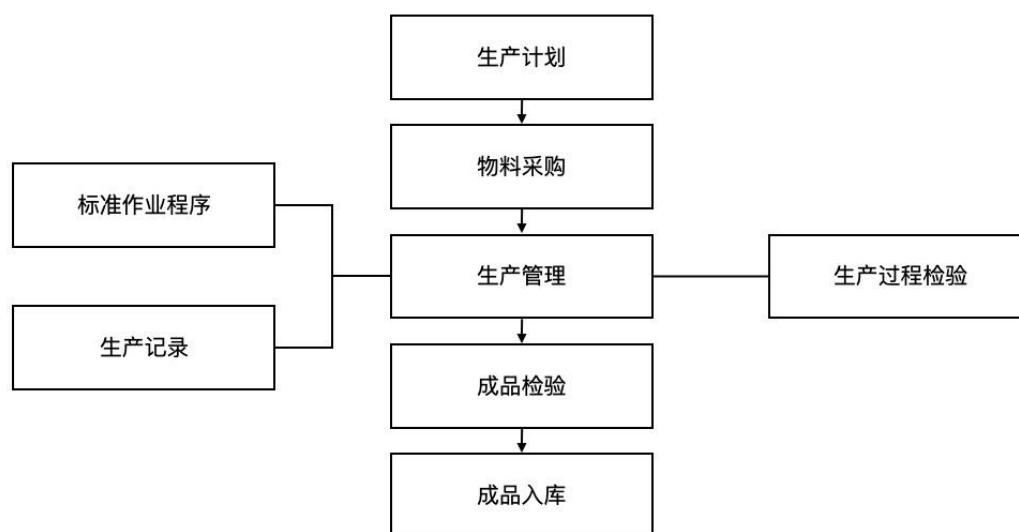 生产计划
物料采购
标准作业程序
生产管理
生产过程检验
生产记录
成品检验
成品入库